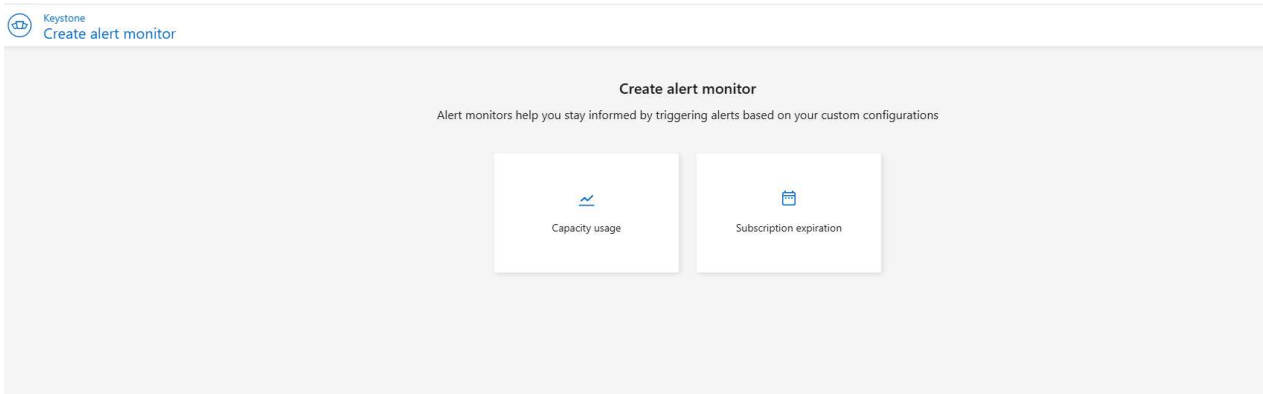 Keystone
Create alert monitor
Create alert monitor
Alert monitors help you stay informed by triggering alerts based on your custom configurations
Capacity usage
Subscription expiration